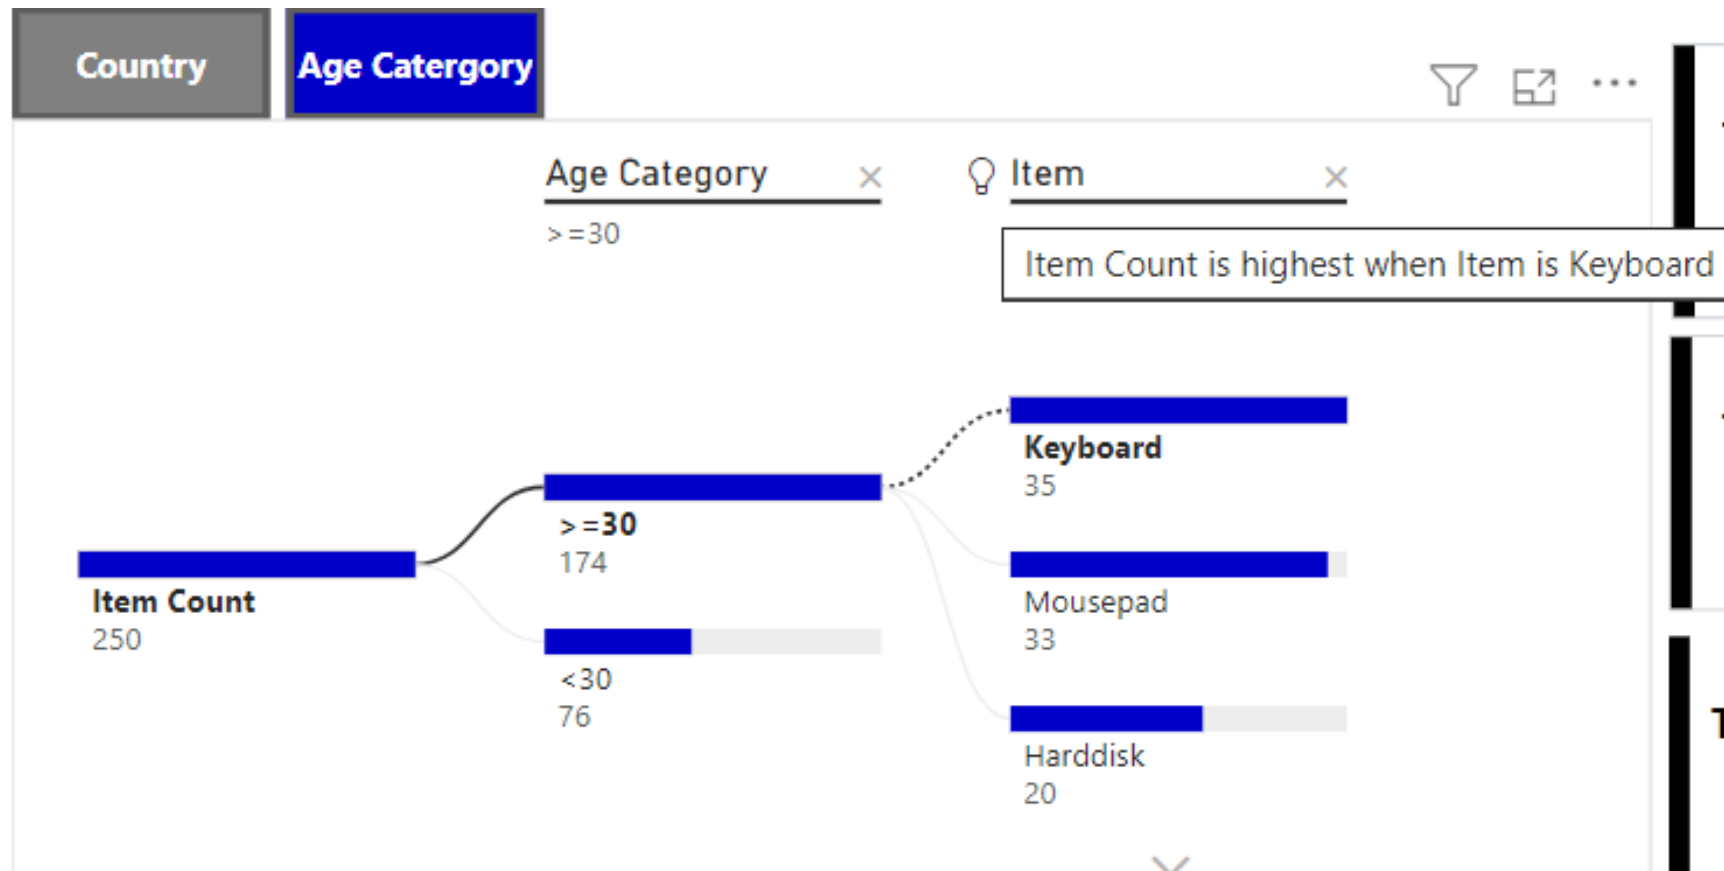 Country
Age Catergory
Age Category
>=30
Item
Item Count is highest when Item is Keyboard
Item Count
250
>=30
174
<30
76
Keyboard
35
Mousepad
33
Harddisk
20